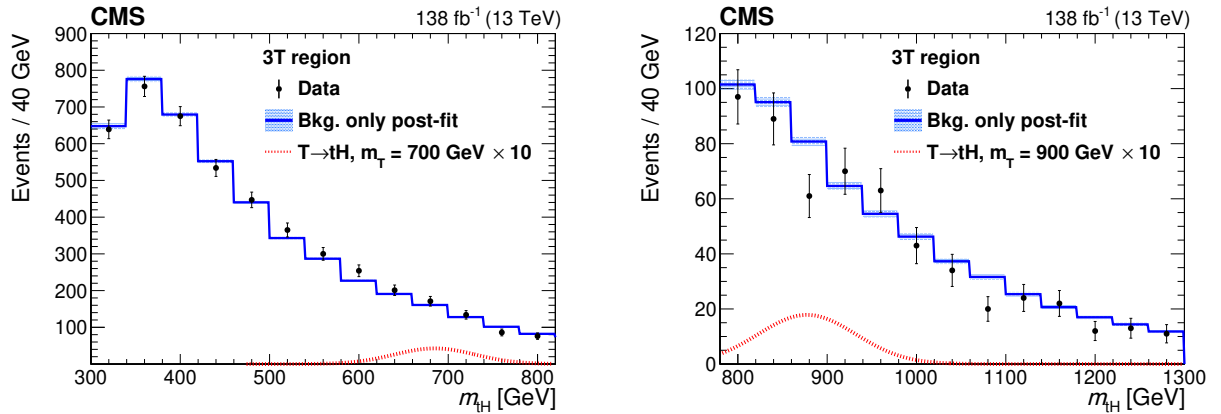 CMS
138 fb⁻¹ (13 TeV)
Events / 40 GeV
900
800
700
600
500
400
300
200
100
3T region
Data
Bkg. only post-fit
T→tH, m_T = 700 GeV × 10
300 400 500 600 700 800
m_tH [GeV]
CMS
138 fb⁻¹ (13 TeV)
Events / 40 GeV
120
100
80
60
40
20
0
3T region
Data
Bkg. only post-fit
T→tH, m_T = 900 GeV × 10
800 900 1000 1100 1200 1300
m_tH [GeV]